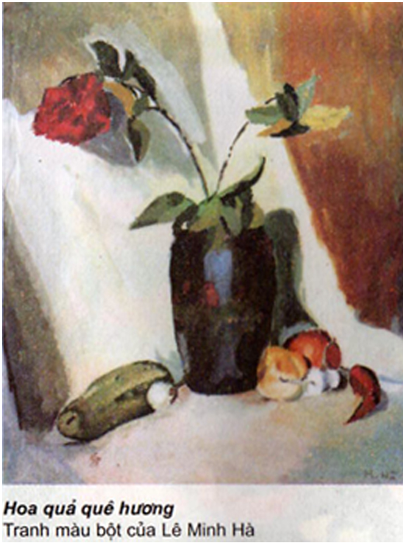 Hoa quả quê hương
Tranh màu bột của Lê Minh Hà